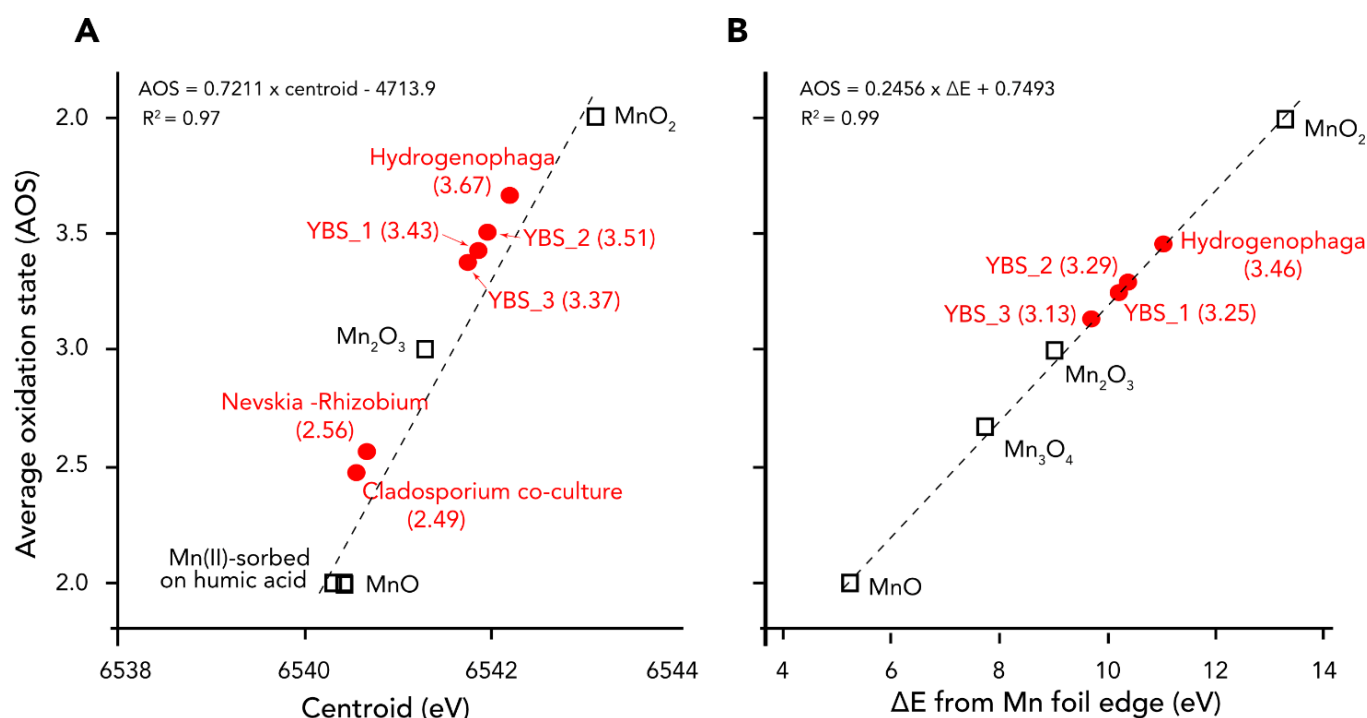 A
AOS = 0.7211 x centroid - 4713.9
R² = 0.97
Average oxidation state (AOS)
2.0
3.5
3.0
2.5
2.0
MnO₂
Hydrogenophaga
(3.67)
YBS_1 (3.43)
YBS_2 (3.51)
YBS_3 (3.37)
Mn₂O₃
Nevskia -Rhizobium
(2.56)
Cladosporium co-culture
(2.49)
Mn(II)-sorbed
on humic acid
MnO
6538
6540
6542
6544
Centroid (eV)
B
AOS = 0.2456 x ΔE + 0.7493
R² = 0.99
MnO₂
Hydrogenophaga
(3.46)
YBS_2 (3.29)
YBS_3 (3.13)
YBS_1 (3.25)
Mn₂O₃
Mn₃O₄
MnO
4
6
8
10
12
14
ΔE from Mn foil edge (eV)